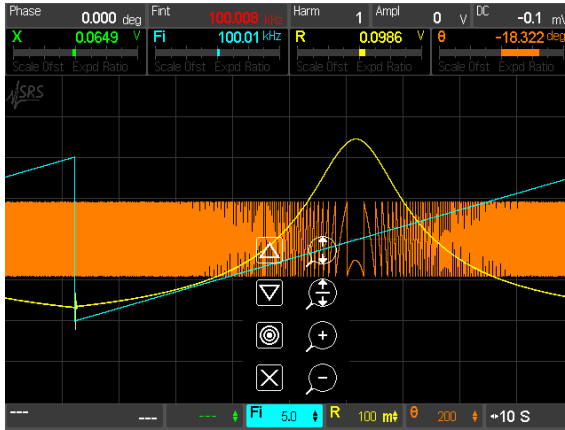 Phase 0.000 deg Fint 100.008 kHz Harm 1 Ampl 0 V DC -0.1 mV
X 0.0649 V Fi 100.01 kHz R 0.0986 V θ -18.322 deg
Scale Ofst Expd Ratio Scale Ofst Expd Ratio Scale Ofst Expd Ratio Scale Ofst Expd Ratio
SRS
--- --- --- Fi 5.0 R 100 m θ 200 10 S